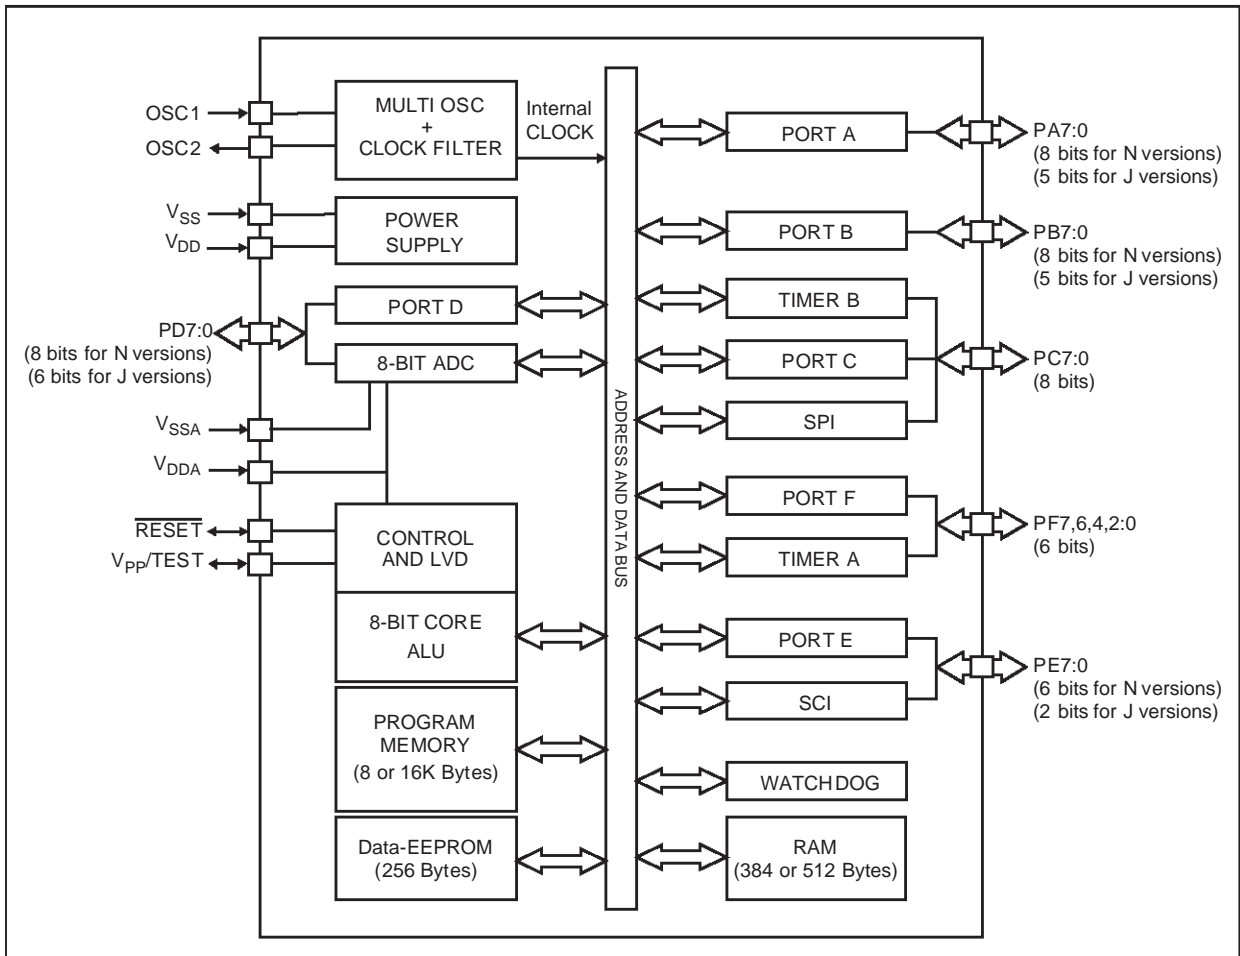 OSC1
OSC2
MULTI OSC
+
CLOCK FILTER
Internal
CLOCK
VSS
VDD
POWER
SUPPLY
PD7:0
(8 bits for N versions)
(6 bits for J versions)
PORT D
8-BIT ADC
VSSA
VDDA
RESET
VPP/TEST
CONTROL
AND LVD
8-BIT CORE
ALU
PROGRAM
MEMORY
(8 or 16K Bytes)
Data-EEPROM
(256 Bytes)
ADDRESS AND DATA BUS
PORT A
PA7:0
(8 bits for N versions)
(5 bits for J versions)
PORT B
PB7:0
(8 bits for N versions)
(5 bits for J versions)
TIMER B
PORT C
SPI
PC7:0
(8 bits)
PORT F
TIMER A
PF7,6,4,2:0
(6 bits)
PORT E
SCI
PE7:0
(6 bits for N versions)
(2 bits for J versions)
WATCHDOG
RAM
(384 or 512 Bytes)